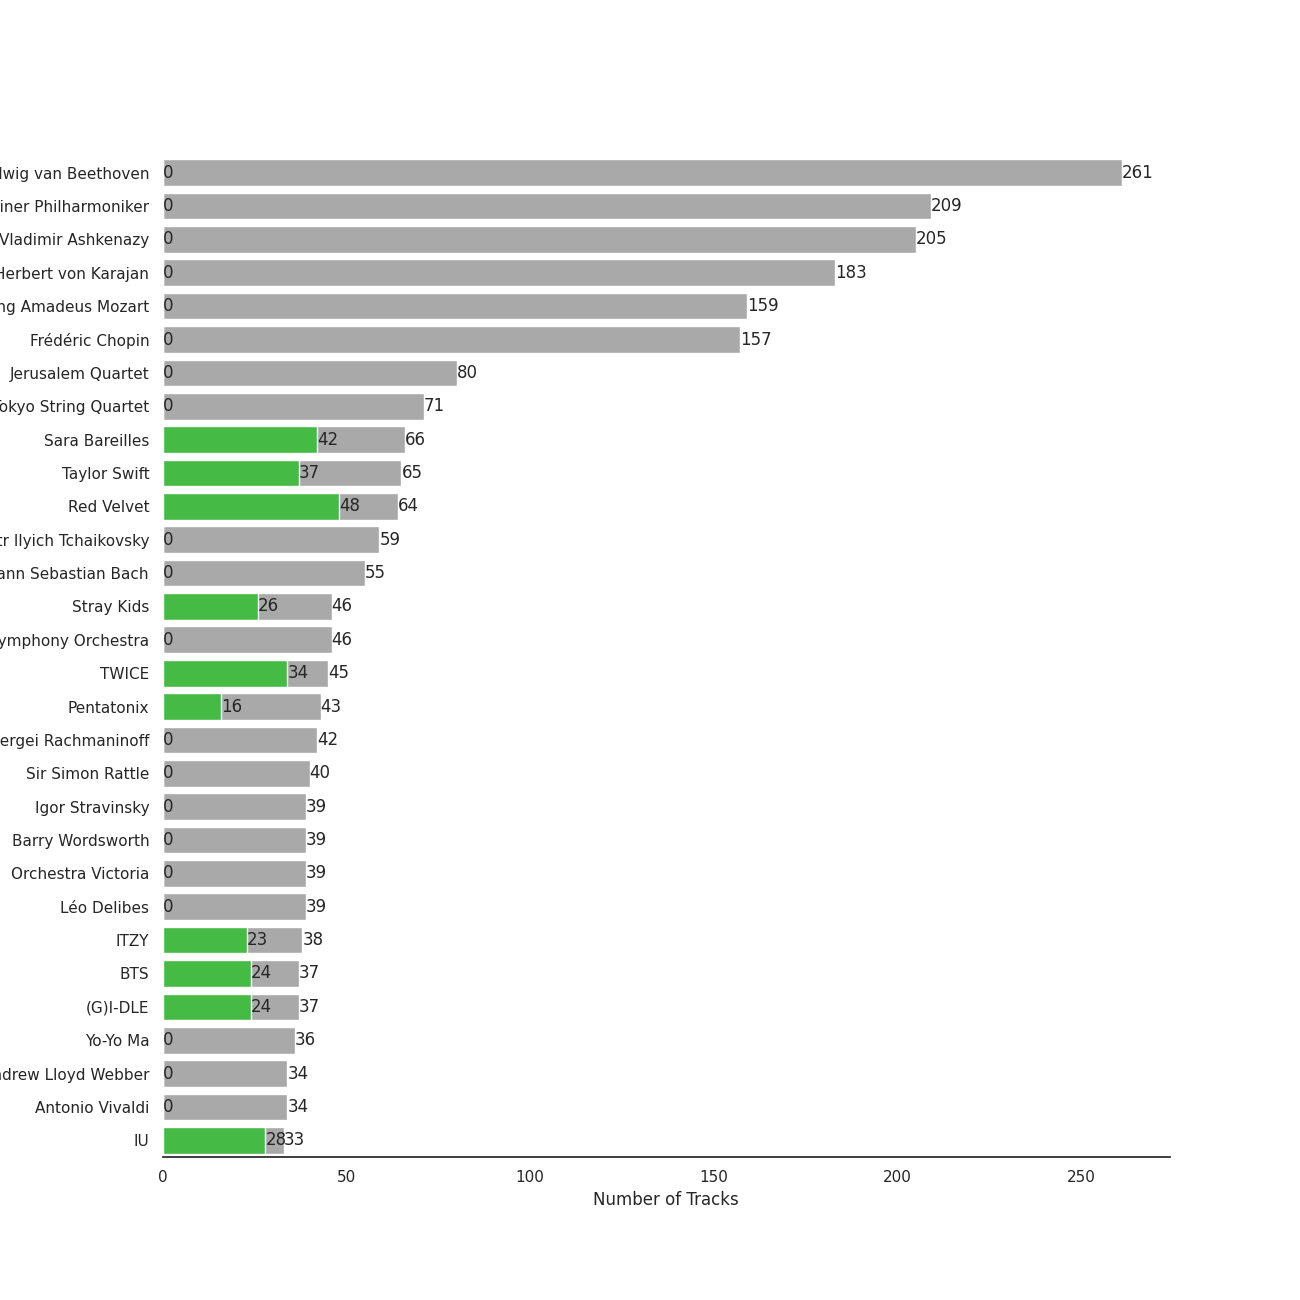 lwig van Beethoven 0 261
iner Philharmoniker 0 209
Vladimir Ashkenazy 0 205
Herbert von Karajan 0 183
ng Amadeus Mozart 0 159
Frédéric Chopin 0 157
Jerusalem Quartet 0 80
Tokyo String Quartet 0 71
Sara Bareilles 42 66
Taylor Swift 37 65
Red Velvet 48 64
tr Ilyich Tchaikovsky 0 59
ann Sebastian Bach 0 55
Stray Kids 26 46
ymphony Orchestra 0 46
TWICE 34 45
Pentatonix 16 43
ergei Rachmaninoff 0 42
Sir Simon Rattle 0 40
Igor Stravinsky 0 39
Barry Wordsworth 0 39
Orchestra Victoria 0 39
Léo Delibes 0 39
ITZY 23 38
BTS 24 37
(G)I-DLE 24 37
Yo-Yo Ma 0 36
ndrew Lloyd Webber 0 34
Antonio Vivaldi 0 34
IU 28 33
0 50 100 150 200 250
Number of Tracks